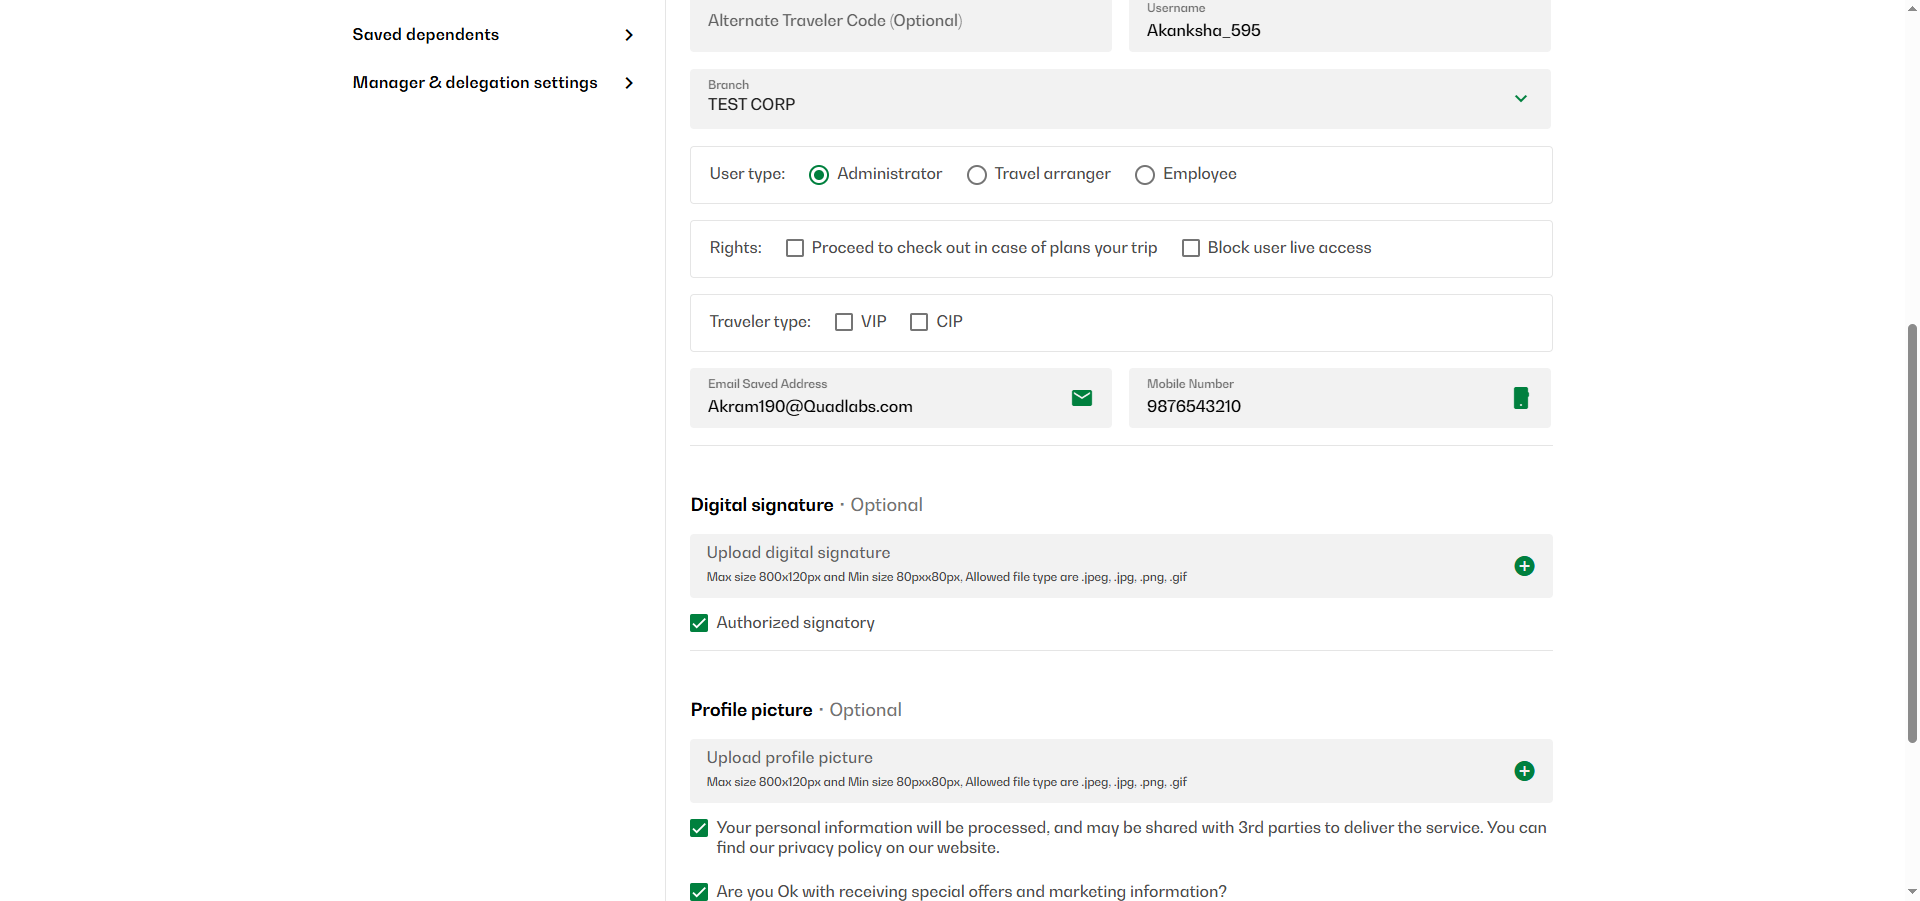 Saved dependents
Manager & delegation settings
Alternate Traveler Code (Optional)
Username
Akanksha_595
Branch
TEST CORP
User type: Administrator Travel arranger Employee
Rights: Proceed to check out in case of plans your trip Block user live access
Traveler type: VIP CIP
Email Saved Address
Akram190@Quadlabs.com
Mobile Number
9876543210
Digital signature · Optional
Upload digital signature
Max size 800x120px and Min size 80pxx80px, Allowed file type are .jpeg, .jpg, .png, .gif
Authorized signatory
Profile picture · Optional
Upload profile picture
Max size 800x120px and Min size 80pxx80px, Allowed file type are .jpeg, .jpg, .png, .gif
Your personal information will be processed, and may be shared with 3rd parties to deliver the service. You can
find our privacy policy on our website.
Are you Ok with receiving special offers and marketing information?